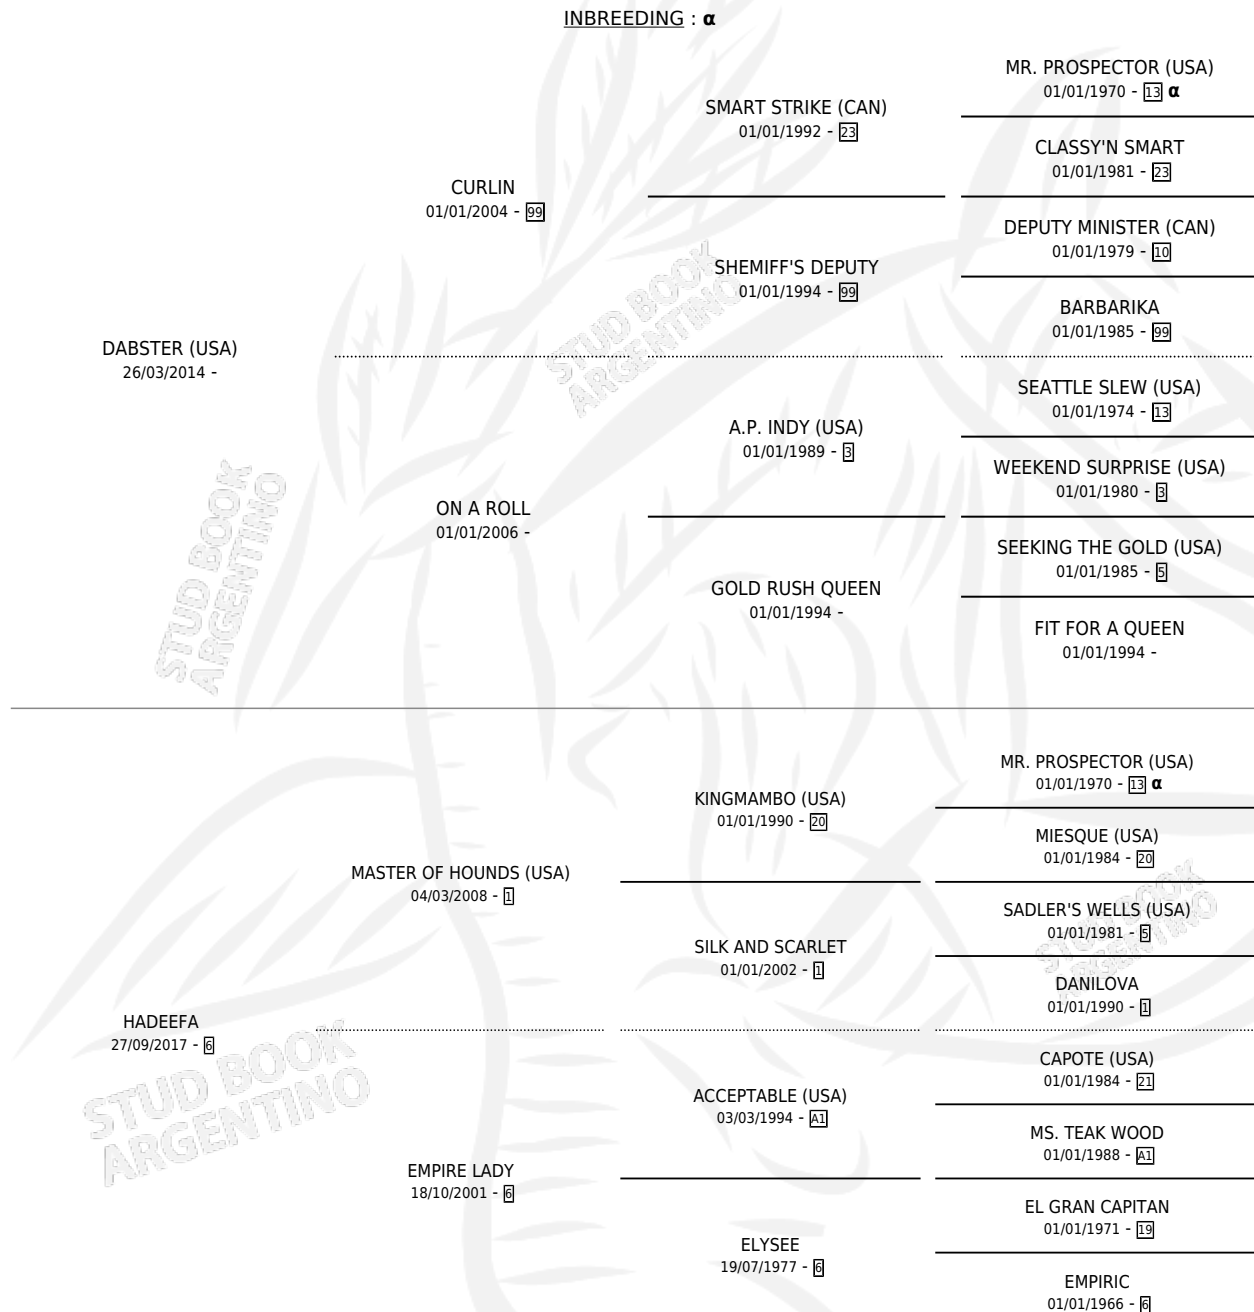 INBREEDING : α
MR. PROSPECTOR (USA)
01/01/1970 - 13 α
SMART STRIKE (CAN)
01/01/1992 - 23
CLASSY'N SMART
01/01/1981 - 23
CURLIN
01/01/2004 - 99
DEPUTY MINISTER (CAN)
01/01/1979 - 10
SHEMIFF'S DEPUTY
01/01/1994 - 99
BARBARIKA
01/01/1985 - 99
DABSTER (USA)
26/03/2014 -
SEATTLE SLEW (USA)
01/01/1974 - 13
A.P. INDY (USA)
01/01/1989 - 3
WEEKEND SURPRISE (USA)
01/01/1980 - 3
ON A ROLL
01/01/2006 -
SEEKING THE GOLD (USA)
01/01/1985 - 5
GOLD RUSH QUEEN
01/01/1994 -
FIT FOR A QUEEN
01/01/1994 -
MR. PROSPECTOR (USA)
01/01/1970 - 13 α
KINGMAMBO (USA)
01/01/1990 - 20
MIESQUE (USA)
01/01/1984 - 20
MASTER OF HOUNDS (USA)
04/03/2008 - 1
SADLER'S WELLS (USA)
01/01/1981 - 5
SILK AND SCARLET
01/01/2002 - 1
DANILOVA
01/01/1990 - 1
HADEEFA
27/09/2017 - 6
CAPOTE (USA)
01/01/1984 - 21
ACCEPTABLE (USA)
03/03/1994 - A1
MS. TEAK WOOD
01/01/1988 - A1
EMPIRE LADY
18/10/2001 - 6
EL GRAN CAPITAN
01/01/1971 - 19
ELYSEE
19/07/1977 - 6
EMPIRIC
01/01/1966 - 6
STUD BOOK
ARGENTINO
STUD BOOK
ARGENTINO
STUD BOOK
ARGENTINO
STUD BOOK
ARGENTINO